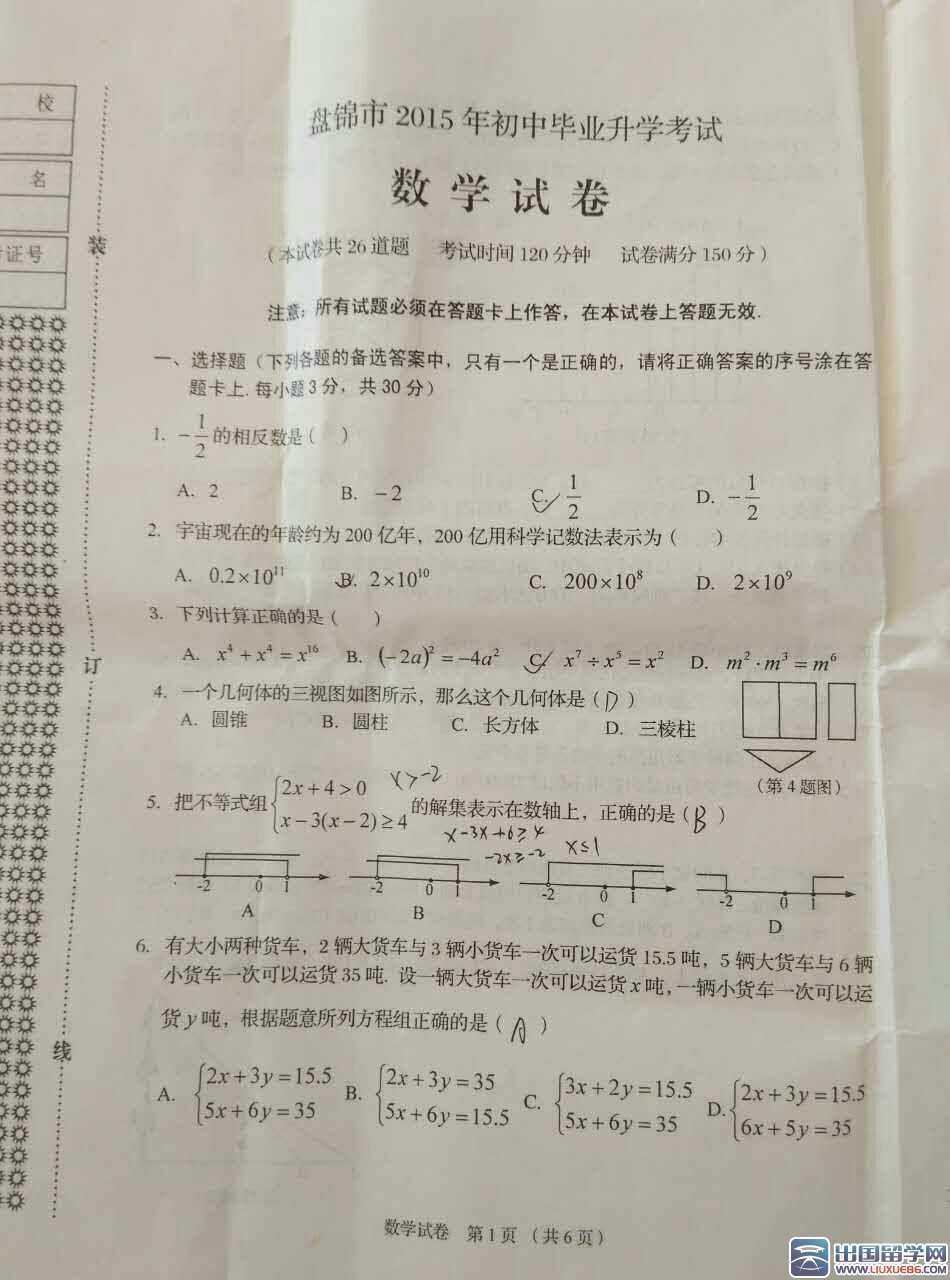 校
名
证号
装
订
线
盘锦市 2015 年初中毕业升学考试
数 学 试 卷
（本试卷共 26 道题 考试时间 120 分钟 试卷满分 150 分）
注意：所有试题必须在答题卡上作答，在本试卷上答题无效.
一、选择题（下列各题的备选答案中，只有一个是正确的，请将正确答案的序号涂在答
题卡上. 每小题 3 分，共 30 分）
1. -1/2 的相反数是（ ）
A. 2 B. -2 C. 1/2 D. -1/2
2. 宇宙现在的年龄约为 200 亿年，200 亿用科学记数法表示为（ ）
A. 0.2×10¹¹ B. 2×10¹⁰ C. 200×10⁸ D. 2×10⁹
3. 下列计算正确的是（ ）
A. x⁴+x⁴=x¹⁶ B. (-2a)²=-4a² C. x⁷÷x⁵=x² D. m²·m³=m⁶
4. 一个几何体的三视图如图所示，那么这个几何体是（D）
A. 圆锥 B. 圆柱 C. 长方体 D. 三棱柱
（第 4 题图）
5. 把不等式组 {2x+4>0 x-3(x-2)≥4 的解集表示在数轴上，正确的是（B）
x>-2
x-3x+6≥4
-2x≥-2 x≤1
-2 0 1 -2 0 1 -2 0 1 -2 0 1
A B C D
6. 有大小两种货车，2 辆大货车与 3 辆小货车一次可以运货 15.5 吨，5 辆大货车与 6 辆
小货车一次可以运货 35 吨. 设一辆大货车一次可以运货 x 吨，一辆小货车一次可以运
货 y 吨，根据题意所列方程组正确的是（A）
A. {2x+3y=15.5 5x+6y=35 B. {2x+3y=35 5x+6y=15.5 C. {3x+2y=15.5 5x+6y=35 D. {2x+3y=15.5 6x+5y=35
数学试卷 第 1 页 （共 6 页）
出国留学网
WWW.LIUXUE86.COM